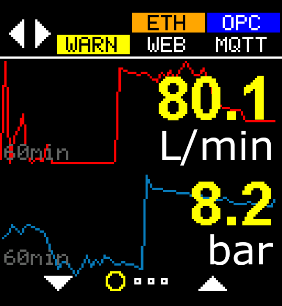 ETH OPC
WARN WEB MQTT
80.1
60min
L/min
8.2
60min
bar